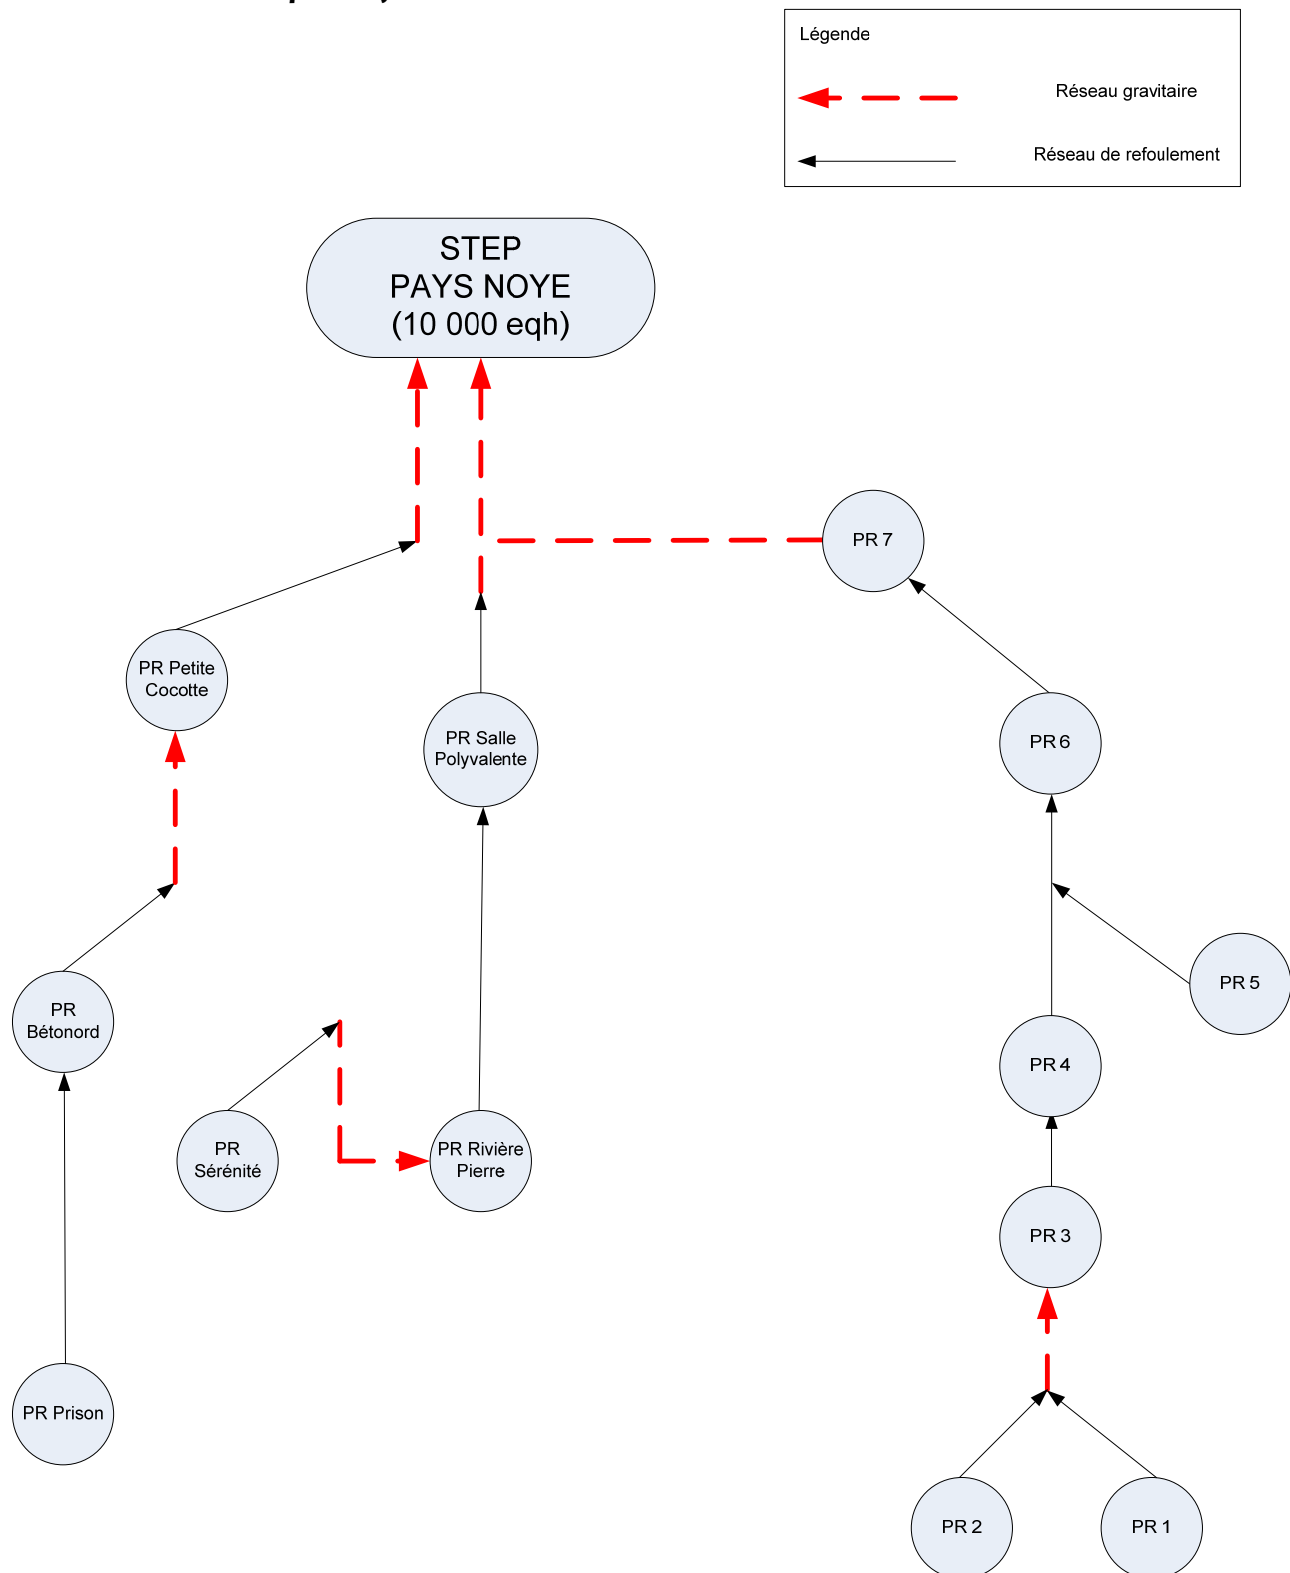 Légende
Réseau gravitaire
Réseau de refoulement
STEP
PAYS NOYE
(10 000 eqh)
PR 7
PR Petite
Cocotte
PR Salle
Polyvalente
PR 6
PR 5
PR
Bétonord
PR 4
PR
Sérénité
PR Rivière
Pierre
PR 3
PR Prison
PR 2
PR 1